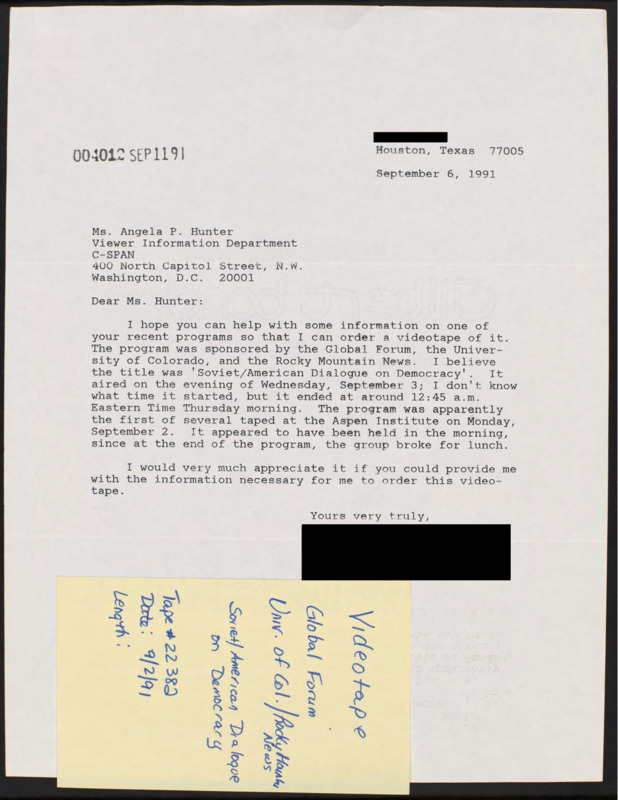 004012 SEP1191
Houston, Texas  77005
September 6, 1991
Ms. Angela P. Hunter
Viewer Information Department
C-SPAN
400 North Capitol Street, N.W.
Washington, D.C.  20001
Dear Ms. Hunter:
I hope you can help with some information on one of
your recent programs so that I can order a videotape of it.
The program was sponsored by the Global Forum, the Univer-
sity of Colorado, and the Rocky Mountain News.  I believe
the title was 'Soviet/American Dialogue on Democracy'.  It
aired on the evening of Wednesday, September 3; I don't know
what time it started, but it ended at around 12:45 a.m.
Eastern Time Thursday morning.  The program was apparently
the first of several taped at the Aspen Institute on Monday,
September 2.  It appeared to have been held in the morning,
since at the end of the program, the group broke for lunch.
I would very much appreciate it if you could provide me
with the information necessary for me to order this video-
tape.
Yours very truly,
Videotape
Global Forum
Univ. of Col./Rocky
News
Soviet/American Dialogue
on Democracy
Tape # 22382
Date: 9/2/91
Length: